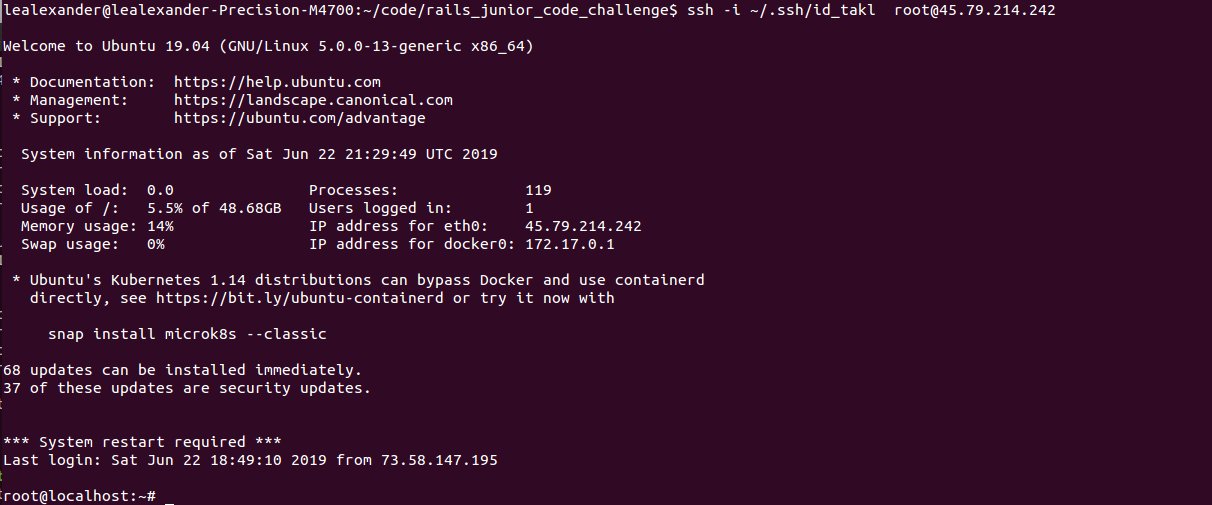 lealexander@lealexander-Precision-M4700:~/code/rails_junior_code_challenge$ ssh -i ~/.ssh/id_takl  root@45.79.214.242
Welcome to Ubuntu 19.04 (GNU/Linux 5.0.0-13-generic x86_64)
 * Documentation:  https://help.ubuntu.com
 * Management:     https://landscape.canonical.com
 * Support:        https://ubuntu.com/advantage
  System information as of Sat Jun 22 21:29:49 UTC 2019
  System load:  0.0               Processes:              119
  Usage of /:   5.5% of 48.68GB   Users logged in:        1
  Memory usage: 14%               IP address for eth0:    45.79.214.242
  Swap usage:   0%                IP address for docker0: 172.17.0.1
 * Ubuntu's Kubernetes 1.14 distributions can bypass Docker and use containerd
   directly, see https://bit.ly/ubuntu-containerd or try it now with
     snap install microk8s --classic
68 updates can be installed immediately.
37 of these updates are security updates.
*** System restart required ***
Last login: Sat Jun 22 18:49:10 2019 from 73.58.147.195
root@localhost:~#